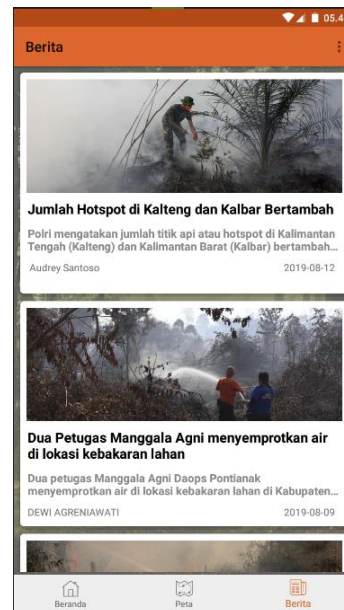 05.4
Berita
Jumlah Hotspot di Kalteng dan Kalbar Bertambah
Polri mengatakan jumlah titik api atau hotspot di Kalimantan
Tengah (Kalteng) dan Kalimantan Barat (Kalbar) bertambah...
Audrey Santoso 2019-08-12
Dua Petugas Manggala Agni menyemprotkan air
di lokasi kebakaran lahan
Dua petugas Manggala Agni Daops Pontianak
menyemprotkan air di lokasi kebakaran lahan di Kabupaten...
DEWI AGRENIAWATI 2019-08-09
Beranda Peta Berita